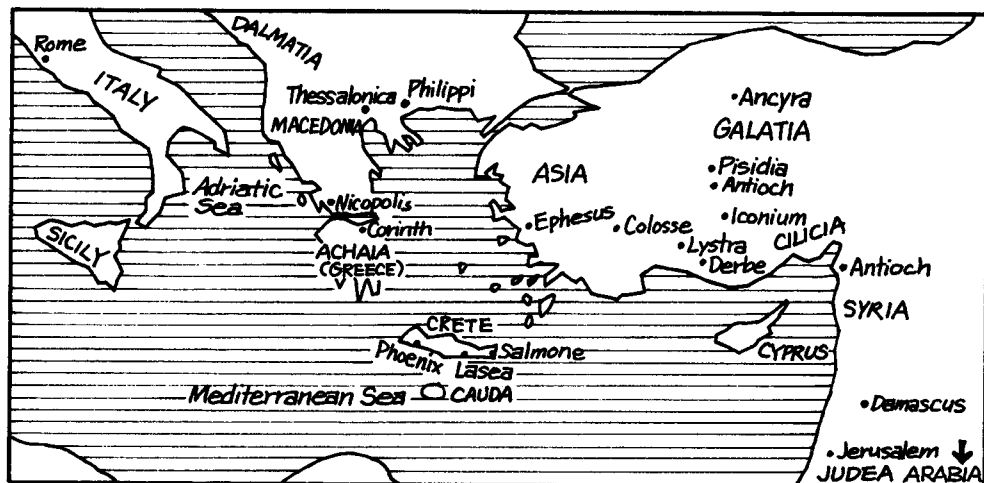 Rome
ITALY
DALMATIA
Thessalonica
Philippi
MACEDONIA
Adriatic
Sea
Nicopolis
Corinth
ACHAIA
(GREECE)
SICILY
ASIA
Ancyra
GALATIA
Pisidia
Antioch
Iconium
Ephesus
Colosse
Lystra
Derbe
CILICIA
Antioch
SYRIA
CRETE
Phoenix
Lasea
Salmone
CYPRUS
Mediterranean Sea
CAUDA
Damascus
Jerusalem
JUDEA ARABIA